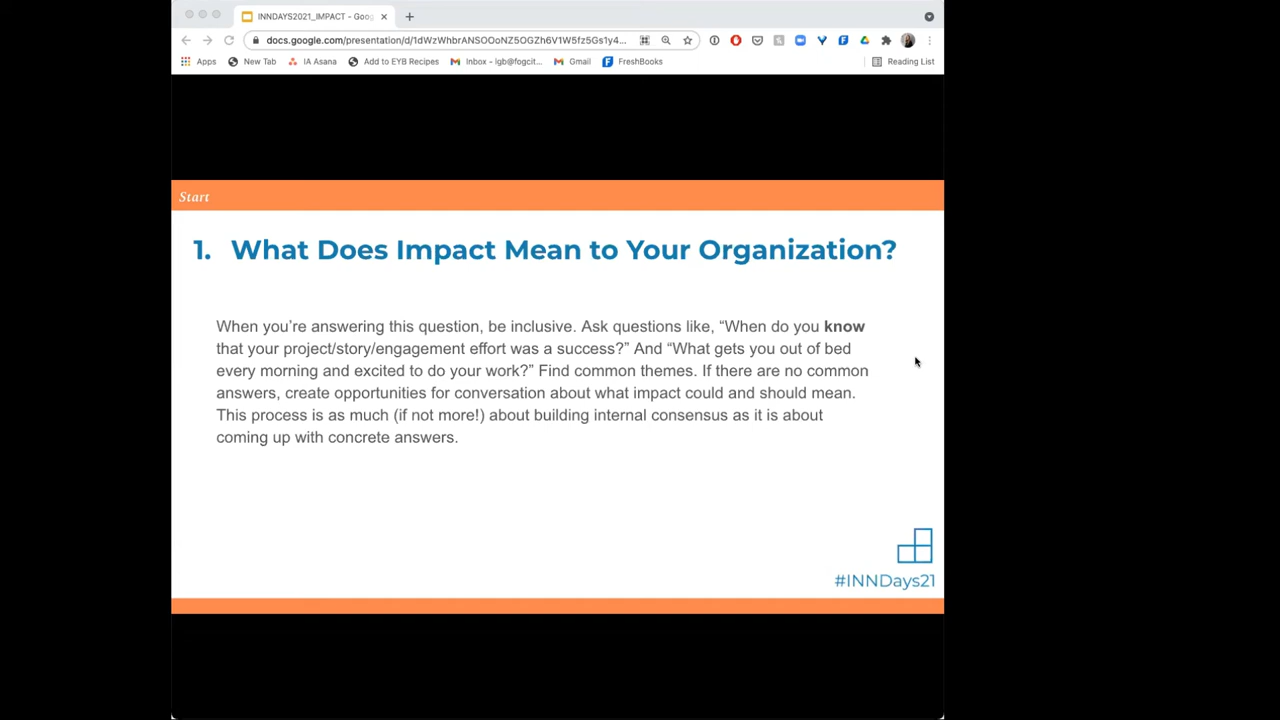 INNDAYS2021_IMPACT - Goog
docs.google.com/presentation/d/1dWzWhbrANSOOoNZ5OGZh6V1W5fz5Gs1y4...
Apps New Tab IA Asana Add to EYB Recipes Inbox - lgb@fogcit... Gmail FreshBooks Reading List
Start
1. What Does Impact Mean to Your Organization?
When you're answering this question, be inclusive. Ask questions like, “When do you know
that your project/story/engagement effort was a success?” And “What gets you out of bed
every morning and excited to do your work?” Find common themes. If there are no common
answers, create opportunities for conversation about what impact could and should mean.
This process is as much (if not more!) about building internal consensus as it is about
coming up with concrete answers.
#INNDays21